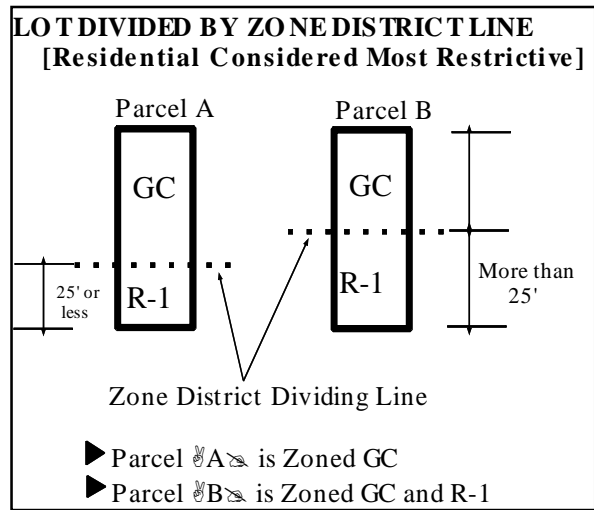 LOT DIVIDED BY ZONE DISTRICT LINE
[Residential Considered Most Restrictive]
Parcel A
Parcel B
GC
GC
25' or
less
R-1
R-1
More than
25'
Zone District Dividing Line
▶ Parcel ✌A✎ is Zoned GC
▶ Parcel ✌B✎ is Zoned GC and R-1